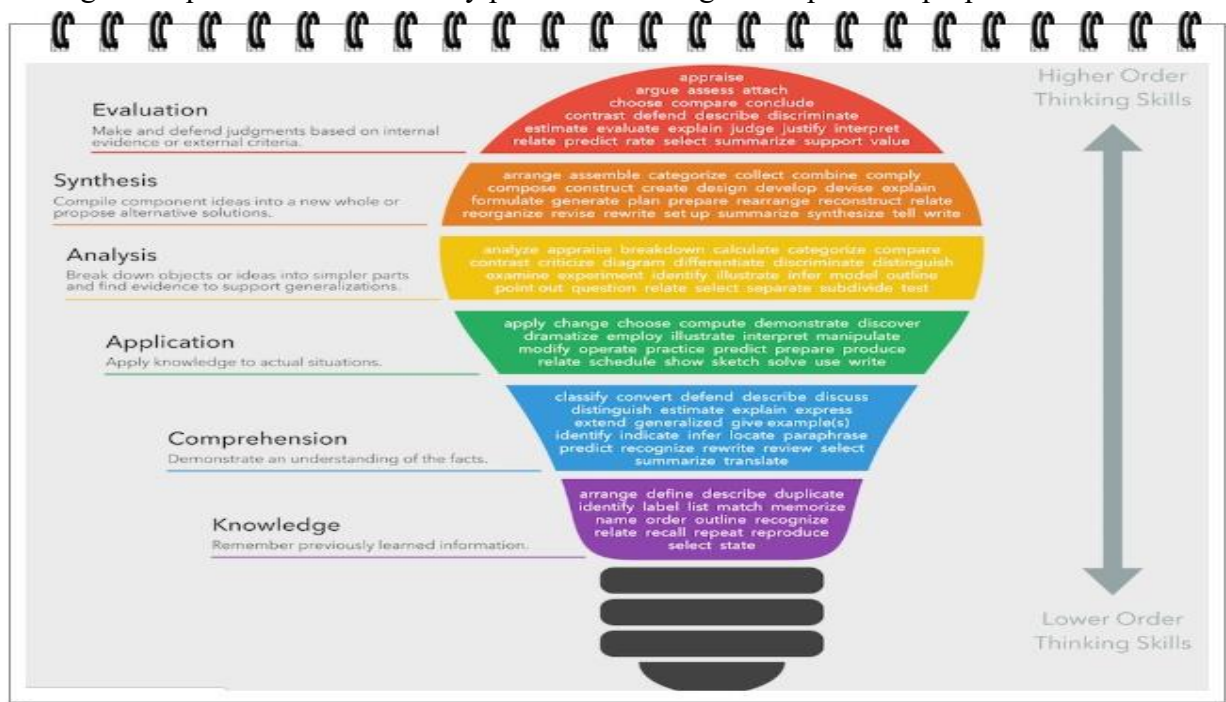 Higher Order
Thinking Skills
Evaluation
Make and defend judgments based on internal
evidence or external criteria.
appraise
argue assess attach
choose compare conclude
contrast defend describe discriminate
estimate evaluate explain judge justify interpret
relate predict rate select summarize support value
Synthesis
Compile component ideas into a new whole or
propose alternative solutions.
arrange assemble categorize collect combine comply
compose construct create design develop devise explain
formulate generate plan prepare rearrange reconstruct relate
reorganize revise rewrite set up summarize synthesize tell write
Analysis
Break down objects or ideas into simpler parts
and find evidence to support generalizations.
analyze appraise breakdown calculate categorize compare
contrast criticize diagram differentiate discriminate distinguish
examine experiment identify illustrate infer model outline
point out question relate select separate subdivide test
Application
Apply knowledge to actual situations.
apply change choose compute demonstrate discover
dramatize employ illustrate interpret manipulate
modify operate practice predict prepare produce
relate schedule show sketch solve use write
Comprehension
Demonstrate an understanding of the facts.
classify convert defend describe discuss
distinguish estimate explain express
extend generalized give example(s)
identify indicate infer locate paraphrase
predict recognize rewrite review select
summarize translate
Knowledge
Remember previously learned information.
arrange define describe duplicate
identify label list match memorize
name order outline recognize
relate recall repeat reproduce
select state
Lower Order
Thinking Skills